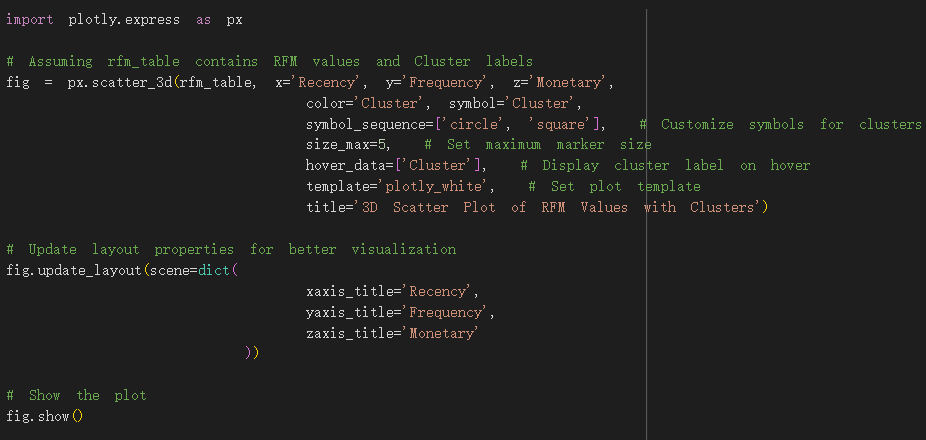 import plotly.express as px
# Assuming rfm_table contains RFM values and Cluster labels
fig = px.scatter_3d(rfm_table, x='Recency', y='Frequency', z='Monetary',
color='Cluster', symbol='Cluster',
symbol_sequence=['circle', 'square'], # Customize symbols for clusters
size_max=5, # Set maximum marker size
hover_data=['Cluster'], # Display cluster label on hover
template='plotly_white', # Set plot template
title='3D Scatter Plot of RFM Values with Clusters')
# Update layout properties for better visualization
fig.update_layout(scene=dict(
xaxis_title='Recency',
yaxis_title='Frequency',
zaxis_title='Monetary'
))
# Show the plot
fig.show()